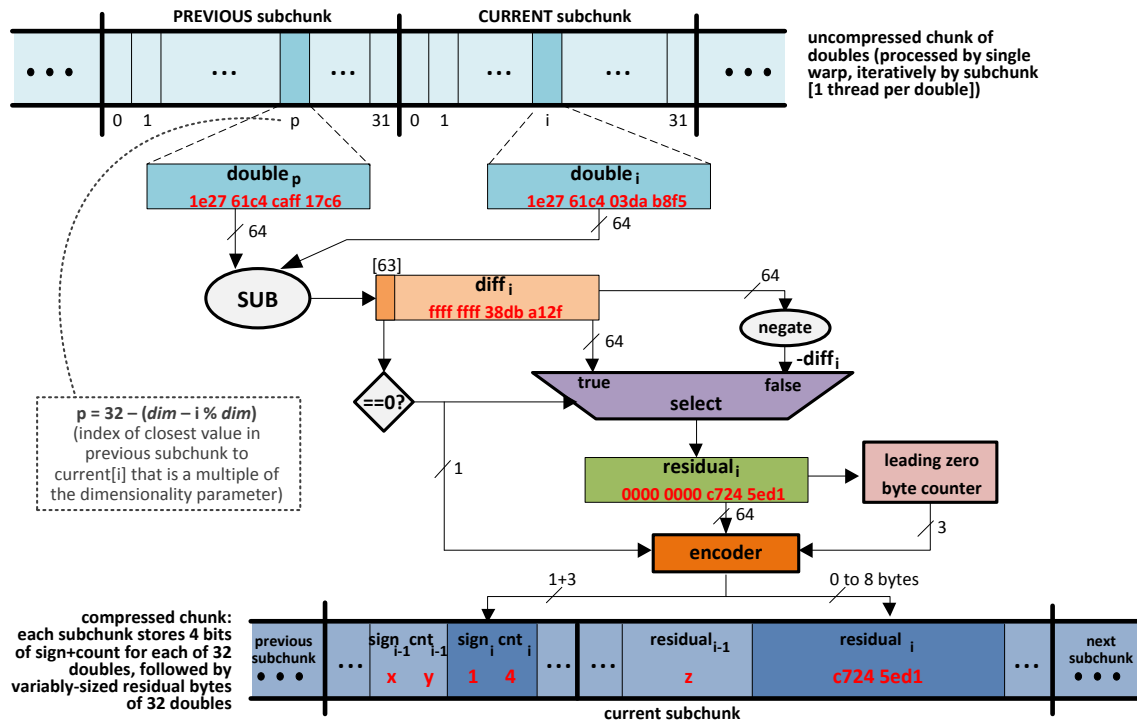 PREVIOUS subchunk
CURRENT subchunk
uncompressed chunk of
doubles (processed by single
warp, iteratively by subchunk
[1 thread per double])
... ... ... ... ... ...
0 1 p 31 0 1 i 31
double p
1e27 61c4 caff 17c6
double i
1e27 61c4 03da b8f5
64
64
SUB
[63]
diff i
ffff ffff 38db a12f
64
negate
64
-diff i
==0?
true
false
select
p = 32 – (dim – i % dim)
(index of closest value in
previous subchunk to
current[i] that is a multiple of
the dimensionality parameter)
1
residual i
0000 0000 c724 5ed1
leading zero
byte counter
64
3
encoder
1+3
0 to 8 bytes
compressed chunk:
each subchunk stores 4 bits
of sign+count for each of 32
doubles, followed by
variably-sized residual bytes
of 32 doubles
previous
subchunk
...
...
sign i-1 cnt i-1
x y
sign i cnt i
1 4
...
...
residual i-1
z
residual i
c724 5ed1
...
next
subchunk
...
current subchunk